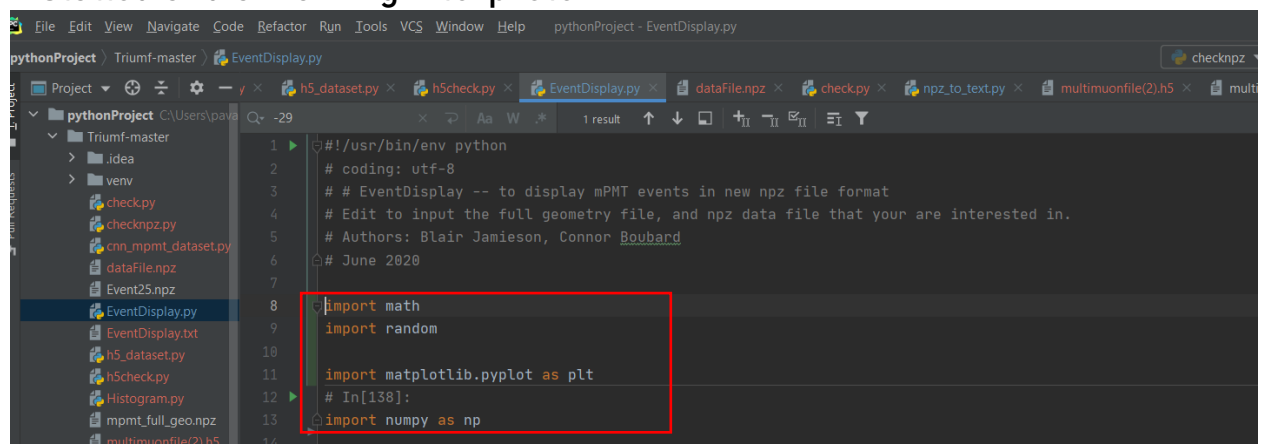 File Edit View Navigate Code Refactor Run Tools VCS Window Help pythonProject - EventDisplay.py
pythonProject Triumf-master EventDisplay.py checknpz
Project y h5_dataset.py h5check.py EventDisplay.py dataFile.npz check.py npz_to_text.py multimuonfile(2).h5 multi
pythonProject C:\Users\pava -29 Aa W .* 1 result
Triumf-master
.idea
venv
check.py
checknpz.py
cnn_mpmt_dataset.py
dataFile.npz
Event25.npz
EventDisplay.py
EventDisplay.txt
h5_dataset.py
h5check.py
Histogram.py
mpmt_full_geo.npz
multimuonfile(2).h5
1 #!/usr/bin/env python
2 # coding: utf-8
3 # # EventDisplay -- to display mPMT events in new npz file format
4 # Edit to input the full geometry file, and npz data file that your are interested in.
5 # Authors: Blair Jamieson, Connor Boubard
6 # June 2020
7
8 import math
9 import random
10
11 import matplotlib.pyplot as plt
12 # In[138]:
13 import numpy as np
14